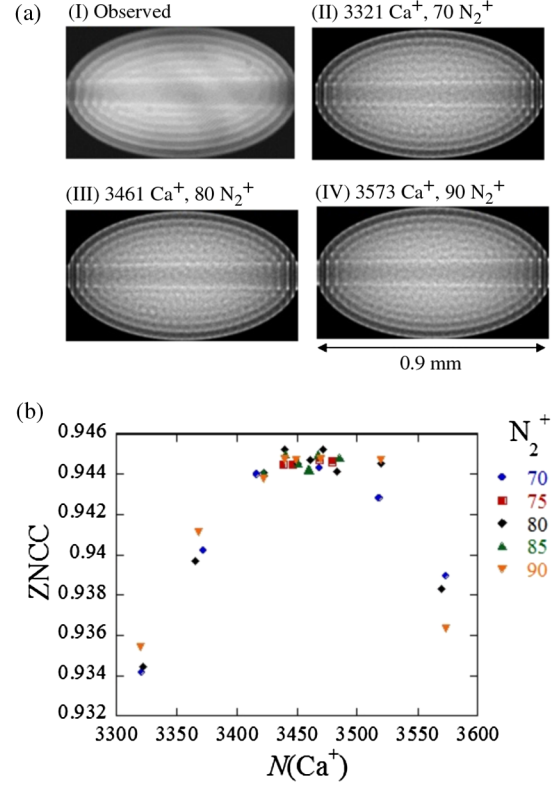 (a) (I) Observed (II) 3321 Ca⁺, 70 N₂⁺
(III) 3461 Ca⁺, 80 N₂⁺ (IV) 3573 Ca⁺, 90 N₂⁺
0.9 mm
(b)
N₂⁺
0.946
70
0.944
75
0.942
80
0.94
85
0.938
90
0.936
0.934
0.932
ZNCC
3300 3350 3400 3450 3500 3550 3600
N(Ca⁺)